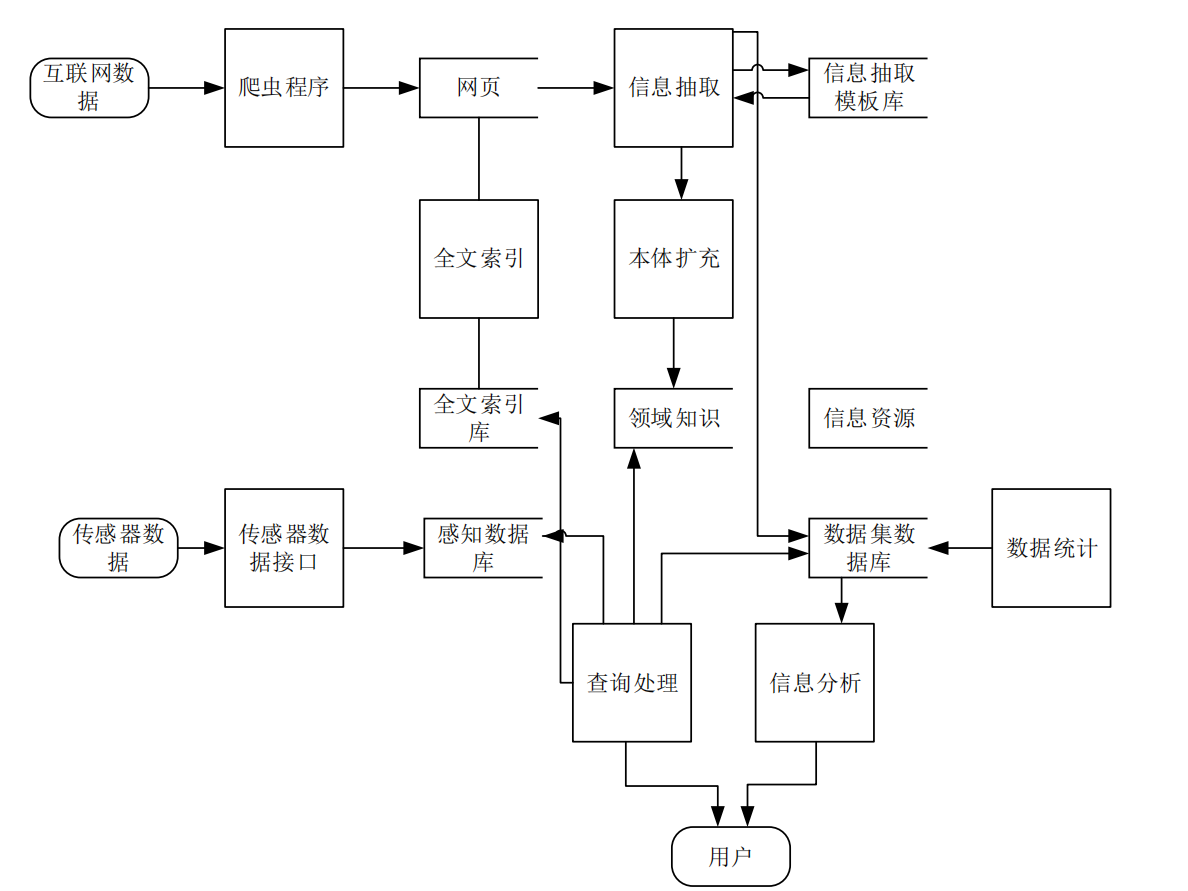 互联网数
据
爬虫程序
网页
信息抽取
信息抽取
模板库
全文索引
本体扩充
全文索引
库
领域知识
信息资源
传感器数
据
传感器数
据接口
感知数据
库
数据集数
据库
数据统计
查询处理
信息分析
用户